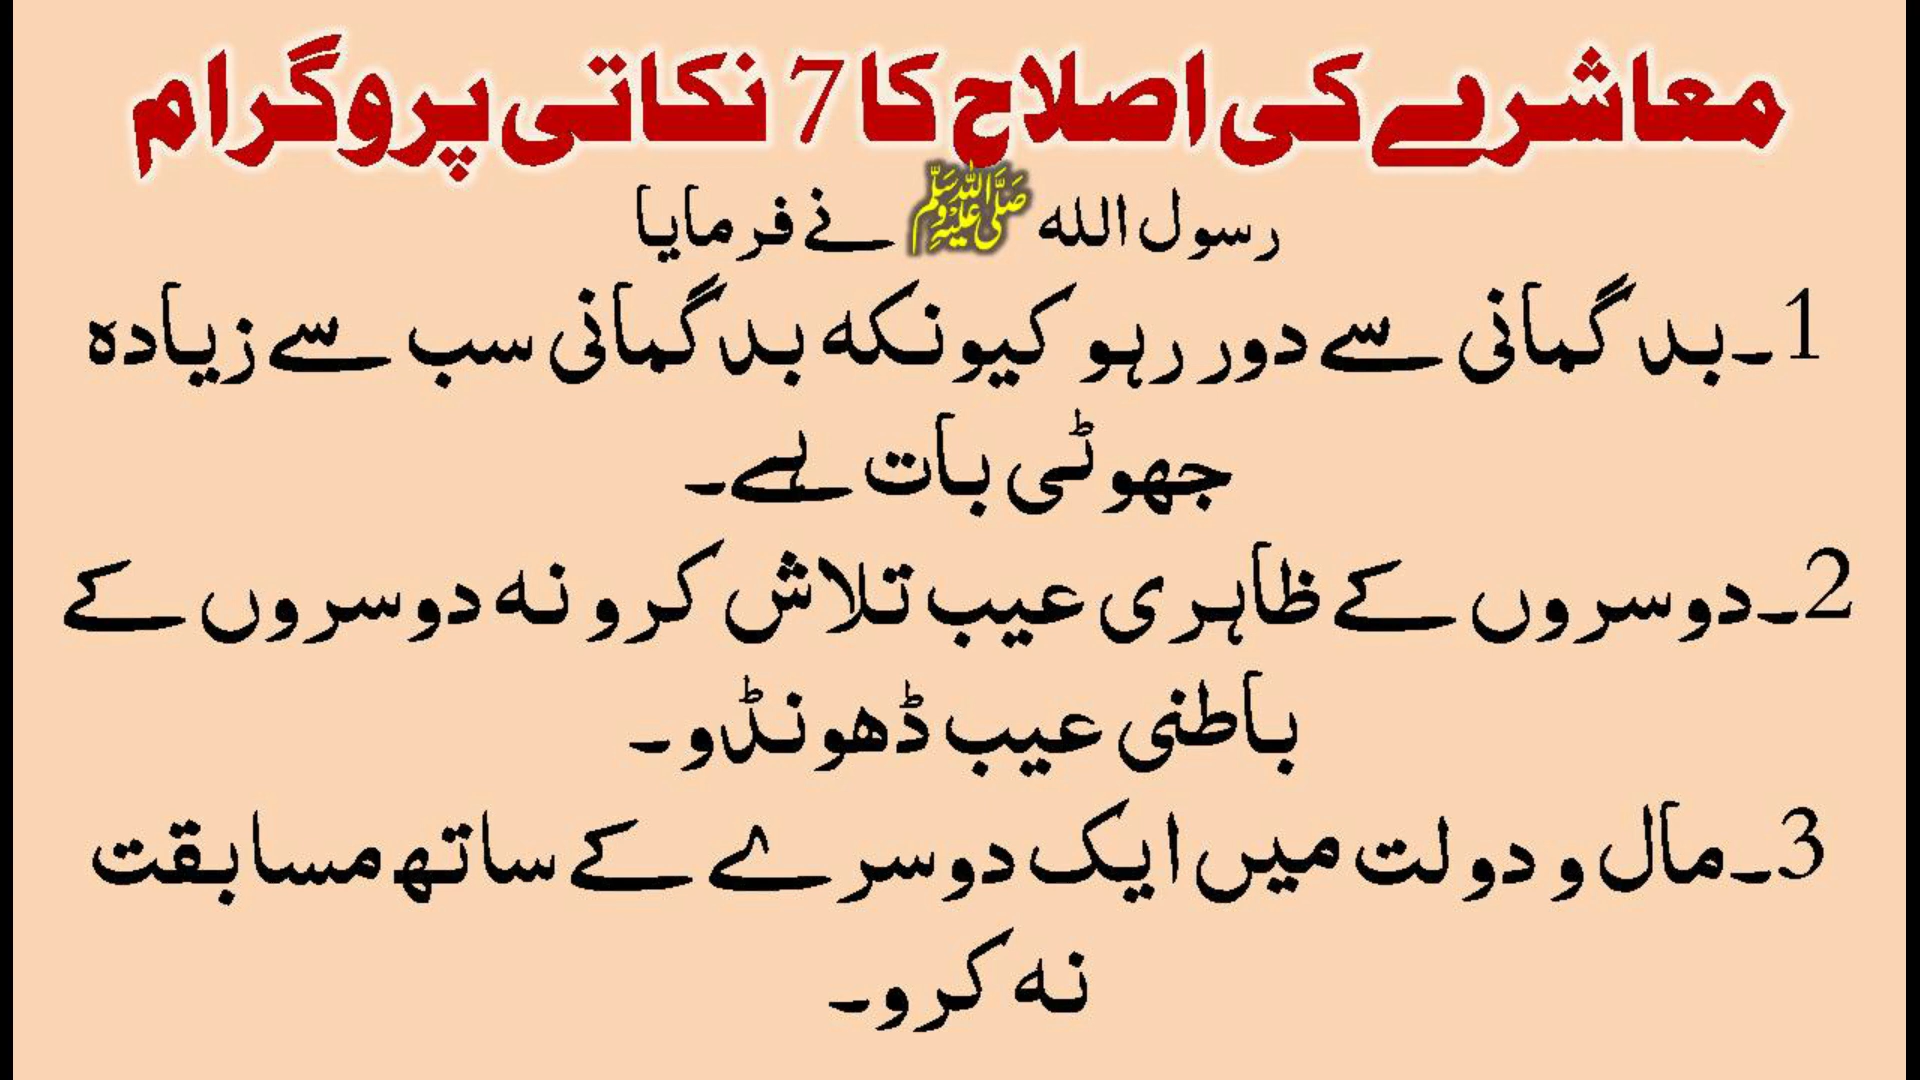 معاشرے کی اصلاح کا 7 نکاتی پروگرام
رسول اللہ ﷺ نے فرمایا
1۔بد گمانی سے دور رہو کیونکہ بدگمانی سب سے زیادہ
جھوٹی بات ہے۔
2۔دوسروں کے ظاہری عیب تلاش کرو نہ دوسروں کے
باطنی عیب ڈھونڈو۔
3۔مال و دولت میں ایک دوسرے کے ساتھ مسابقت
نہ کرو۔